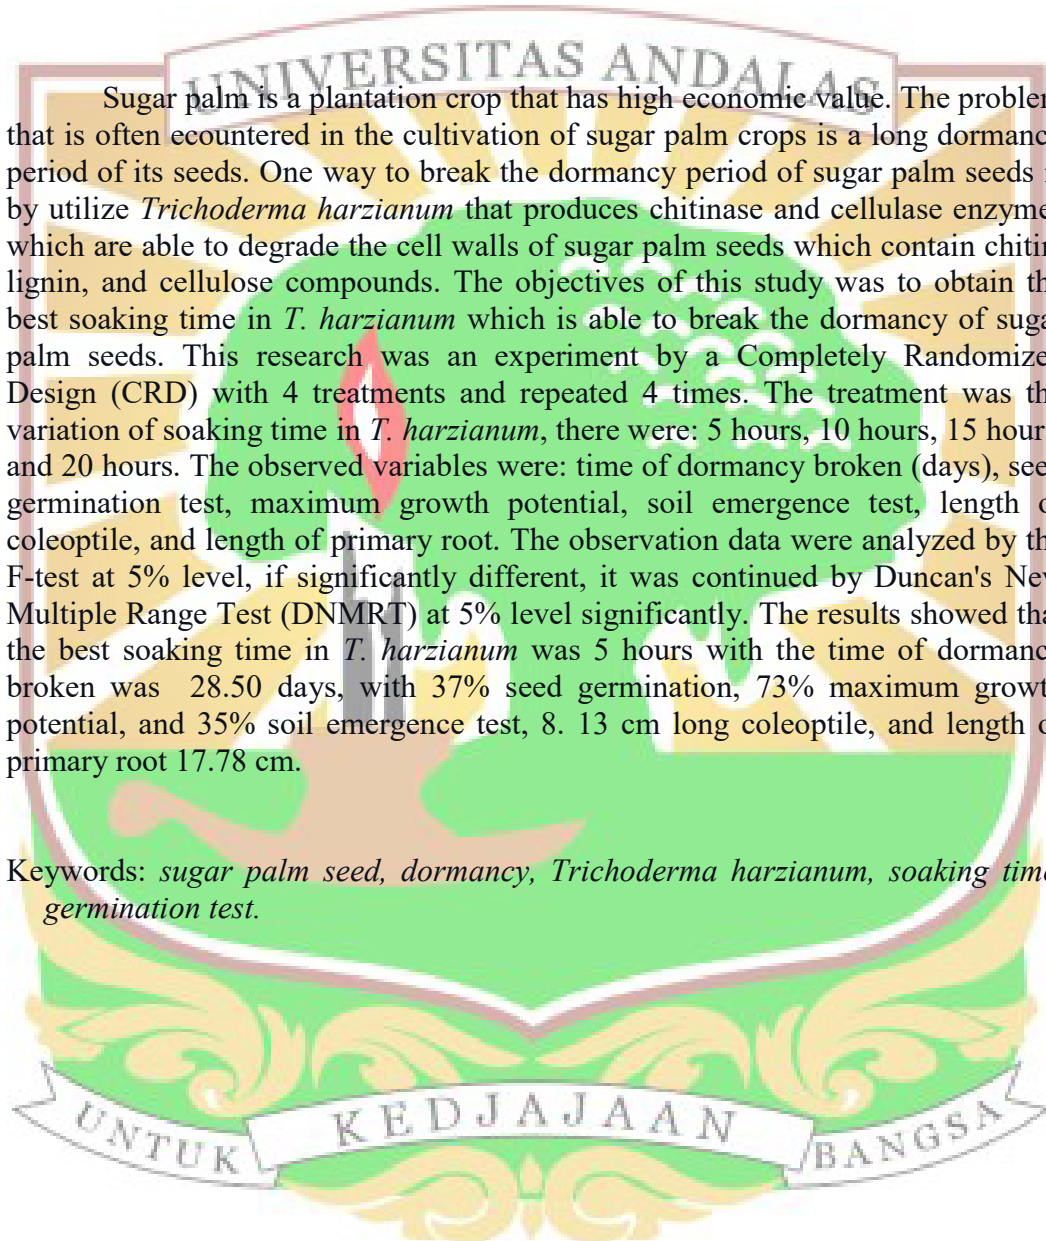 UNIVERSITAS ANDALAS
Sugar palm is a plantation crop that has high economic value. The problem
that is often ecountered in the cultivation of sugar palm crops is a long dormanc
period of its seeds. One way to break the dormancy period of sugar palm seeds i
by utilize Trichoderma harzianum that produces chitinase and cellulase enzyme
which are able to degrade the cell walls of sugar palm seeds which contain chitin
lignin, and cellulose compounds. The objectives of this study was to obtain th
best soaking time in T. harzianum which is able to break the dormancy of suga
palm seeds. This research was an experiment by a Completely Randomize
Design (CRD) with 4 treatments and repeated 4 times. The treatment was th
variation of soaking time in T. harzianum, there were: 5 hours, 10 hours, 15 hour
and 20 hours. The observed variables were: time of dormancy broken (days), see
germination test, maximum growth potential, soil emergence test, length o
coleoptile, and length of primary root. The observation data were analyzed by th
F-test at 5% level, if significantly different, it was continued by Duncan's New
Multiple Range Test (DNMRT) at 5% level significantly. The results showed tha
the best soaking time in T. harzianum was 5 hours with the time of dormanc
broken was 28.50 days, with 37% seed germination, 73% maximum growt
potential, and 35% soil emergence test, 8. 13 cm long coleoptile, and length o
primary root 17.78 cm.
Keywords: sugar palm seed, dormancy, Trichoderma harzianum, soaking time
germination test.
UNTUK KEDJAJAAN BANGSA